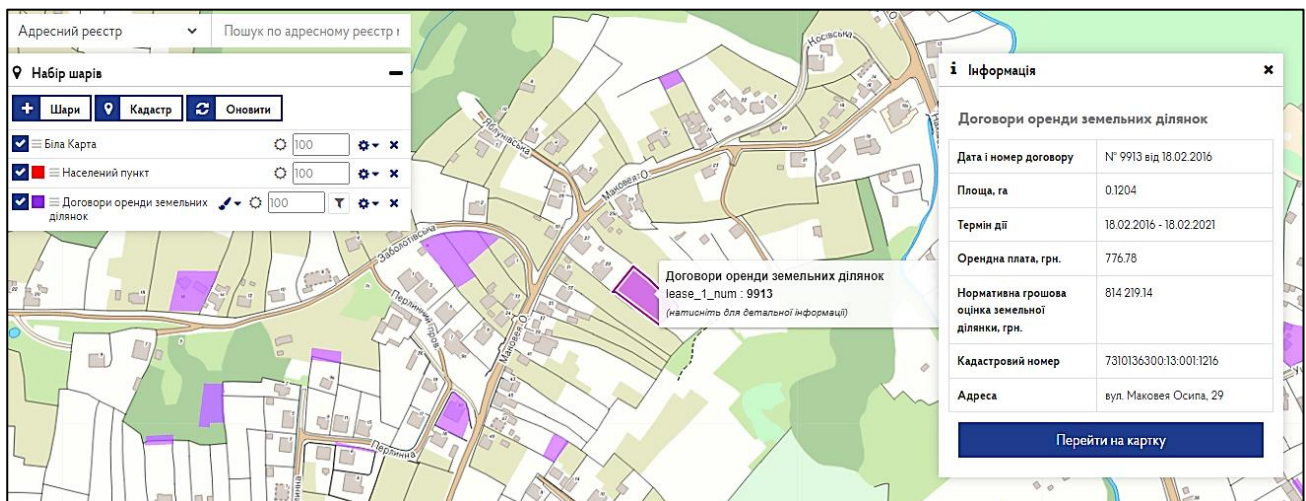 Адресний реєстр
Пошук по адресному реєстр
Набір шарів
Шари
Кадастр
Оновити
Біла Карта
100
Населений пункт
100
Договори оренди земельних
ділянок
100
Носівська
Яблунівська
Маковея О
Заболотівська
Перлинний пров.
Маковея О
Перлинна
Договори оренди земельних ділянок
lease_1_num : 9913
(натисніть для детальної інформації)
Інформація
Договори оренди земельних ділянок
Дата і номер договору
N° 9913 від 18.02.2016
Площа, га
0.1204
Термін дії
18.02.2016 - 18.02.2021
Орендна плата, грн.
776.78
Нормативна грошова
оцінка земельної
ділянки, грн.
814 219.14
Кадастровий номер
7310136300:13:001:1216
Адреса
вул. Маковея Осипа, 29
Перейти на картку